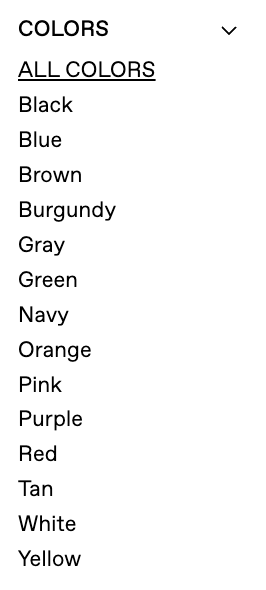 COLORS
ALL COLORS
Black
Blue
Brown
Burgundy
Gray
Green
Navy
Orange
Pink
Purple
Red
Tan
White
Yellow